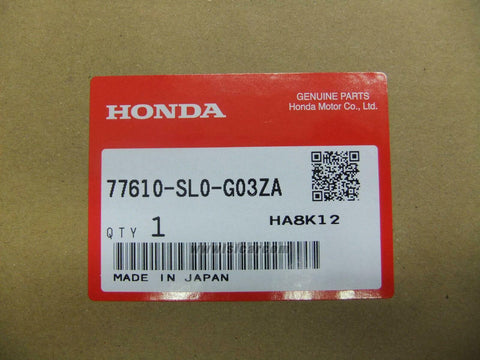 HONDA
GENUINE PARTS
Honda Motor Co., Ltd.
77610-SL0-G03ZA
QTY 1
HA8K12
MADE IN JAPAN